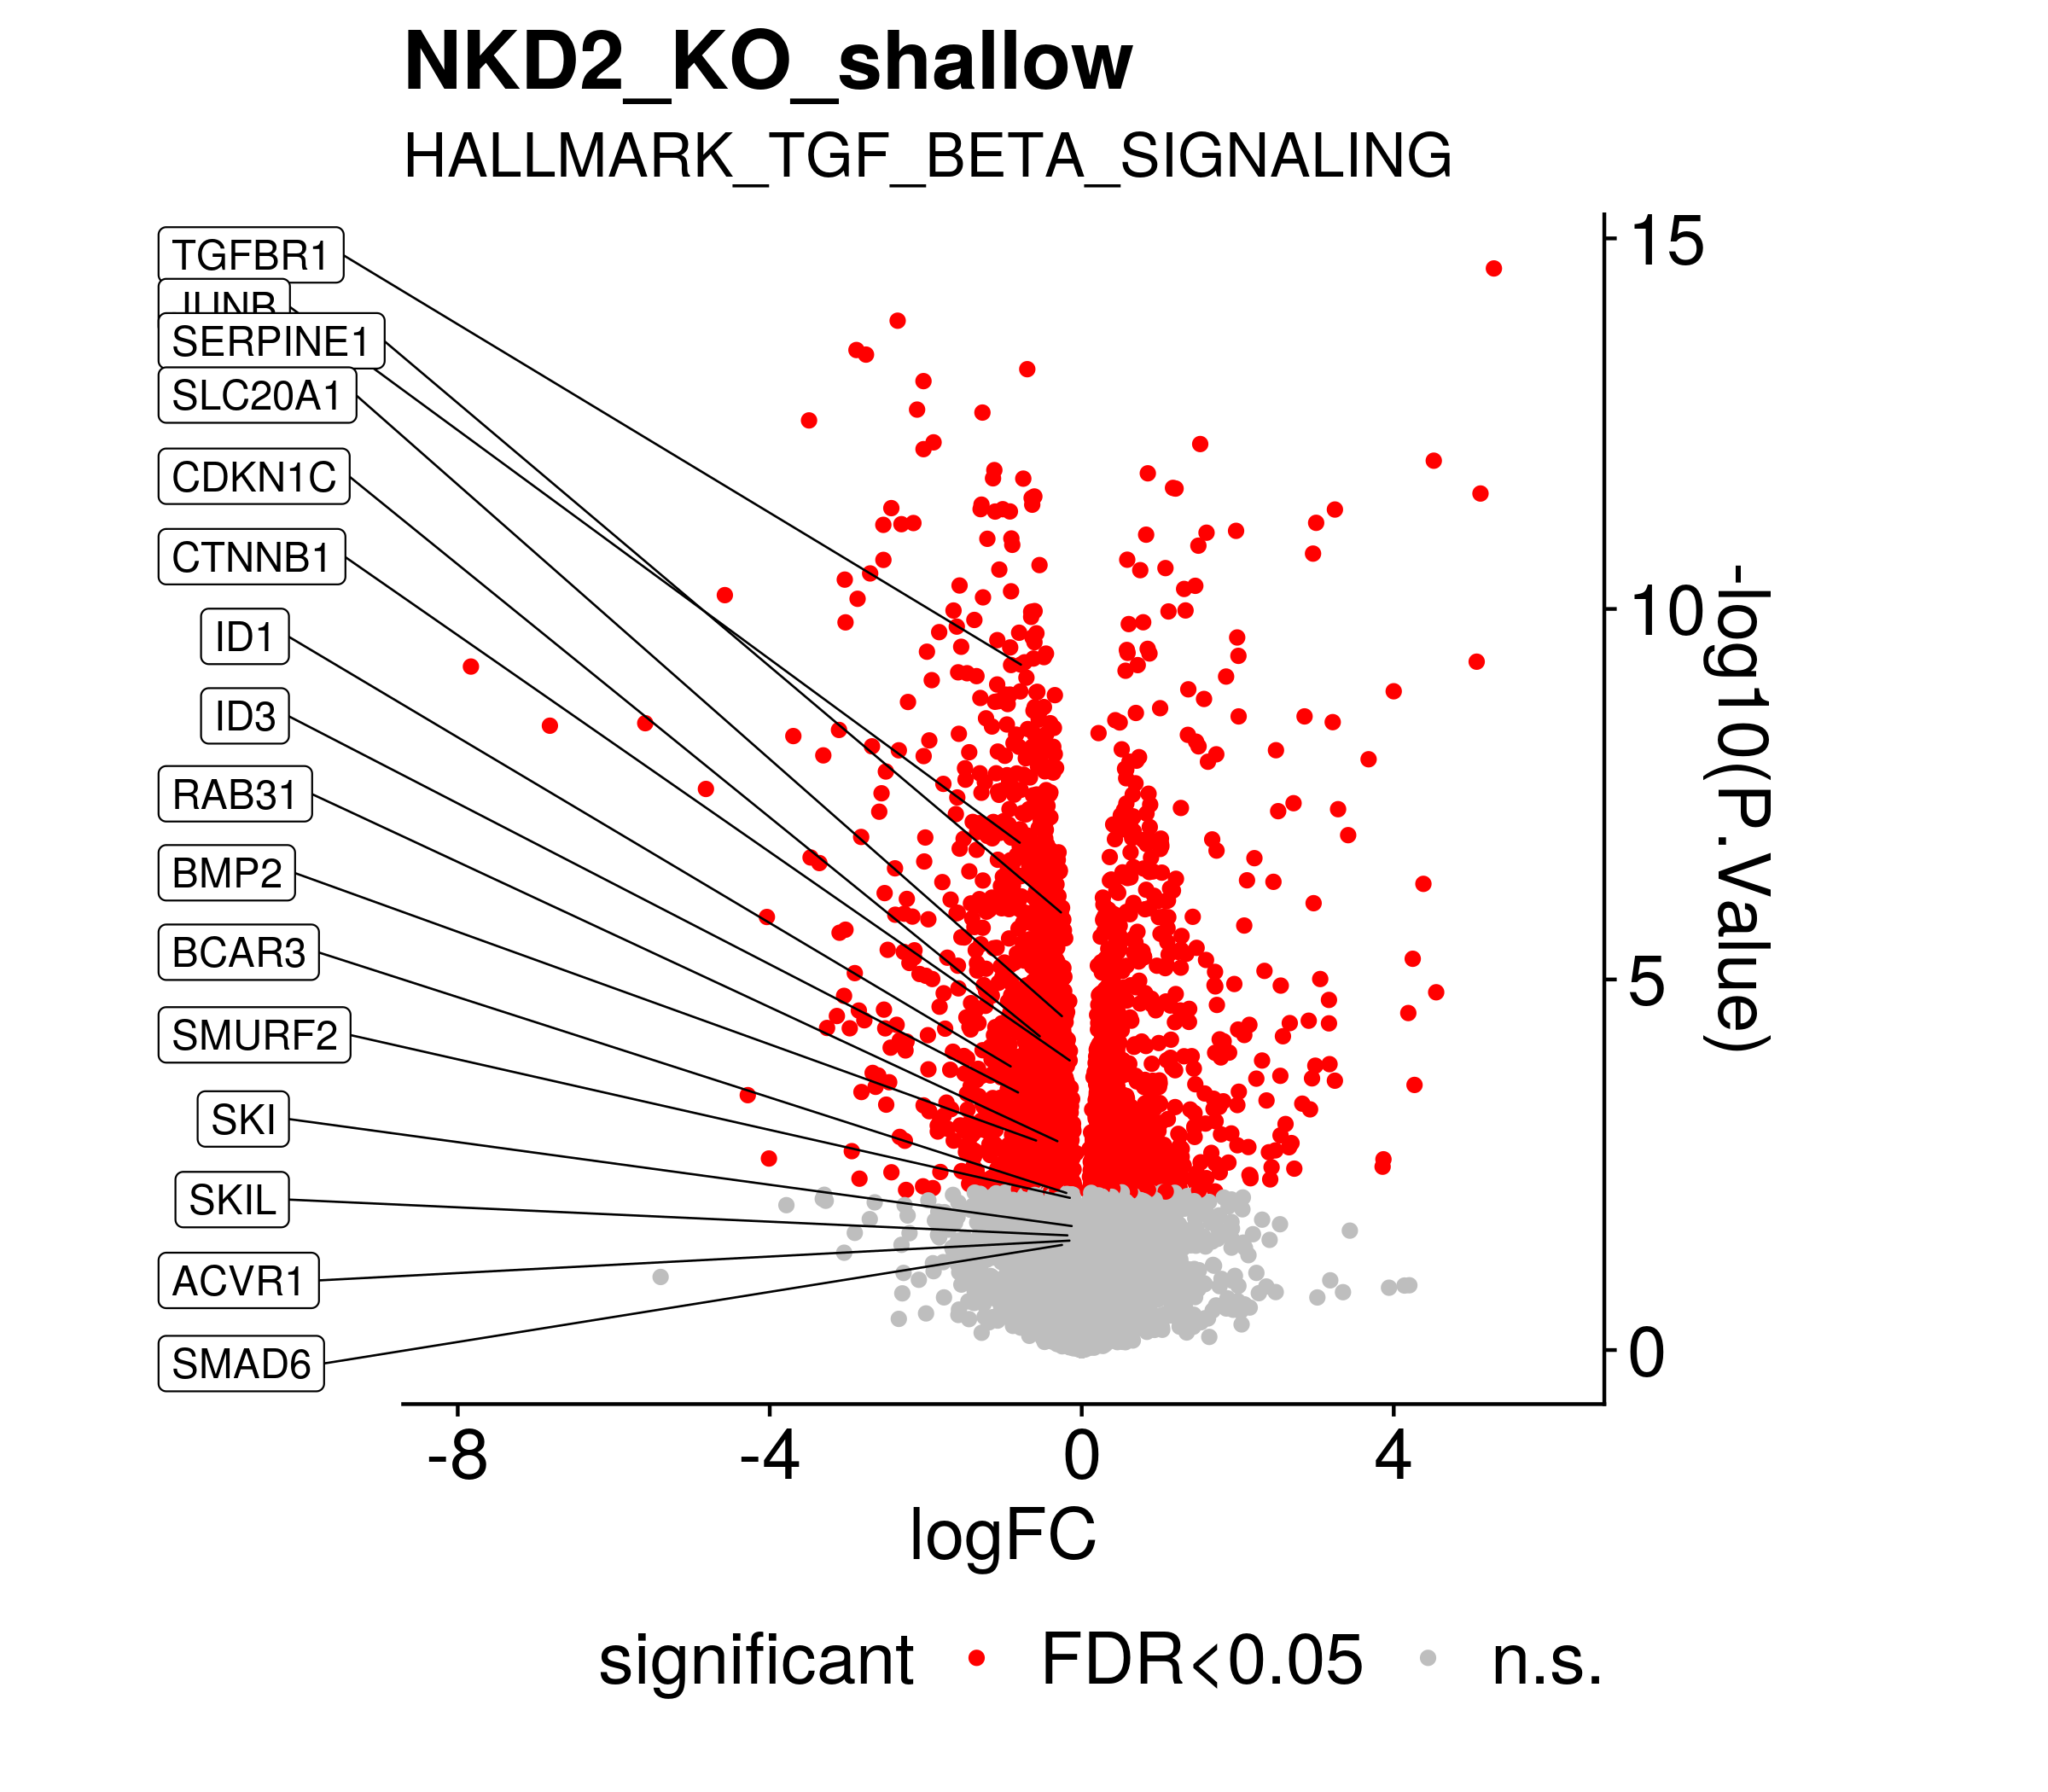 NKD2_KO_shallow
HALLMARK_TGF_BETA_SIGNALING
TGFBR1
JUNB
SERPINE1
SLC20A1
CDKN1C
CTNNB1
ID1
ID3
RAB31
BMP2
BCAR3
SMURF2
SKI
SKIL
ACVR1
SMAD6
15
10
5
0
-log10(P.Value)
-8 -4 0 4
logFC
significant FDR<0.05 n.s.